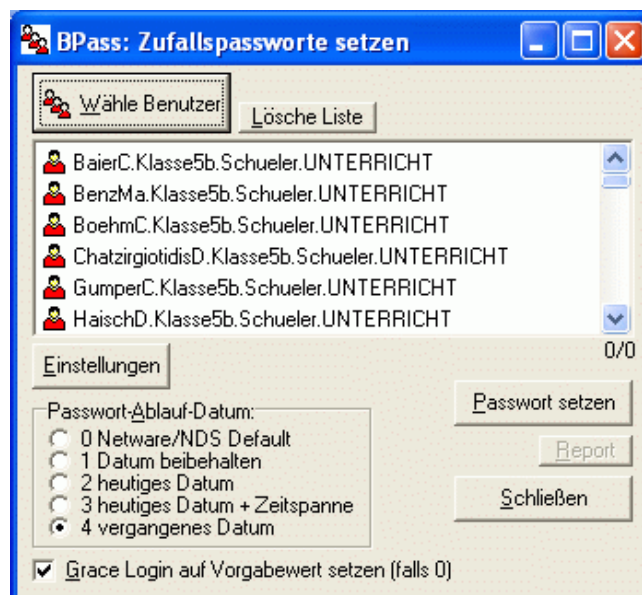 BPass: Zufallspassworte setzen
Wähle Benutzer
Lösche Liste
BaierC.Klasse5b.Schueler.UNTERRICHT
BenzMa.Klasse5b.Schueler.UNTERRICHT
BoehmC.Klasse5b.Schueler.UNTERRICHT
ChatzirgiotidisD.Klasse5b.Schueler.UNTERRICHT
GumperC.Klasse5b.Schueler.UNTERRICHT
HaischD.Klasse5b.Schueler.UNTERRICHT
0/0
Einstellungen
Passwort-Ablauf-Datum:
0 Netware/NDS Default
1 Datum beibehalten
2 heutiges Datum
3 heutiges Datum + Zeitspanne
4 vergangenes Datum
Passwort setzen
Report
Schließen
Grace Login auf Vorgabewert setzen (falls 0)